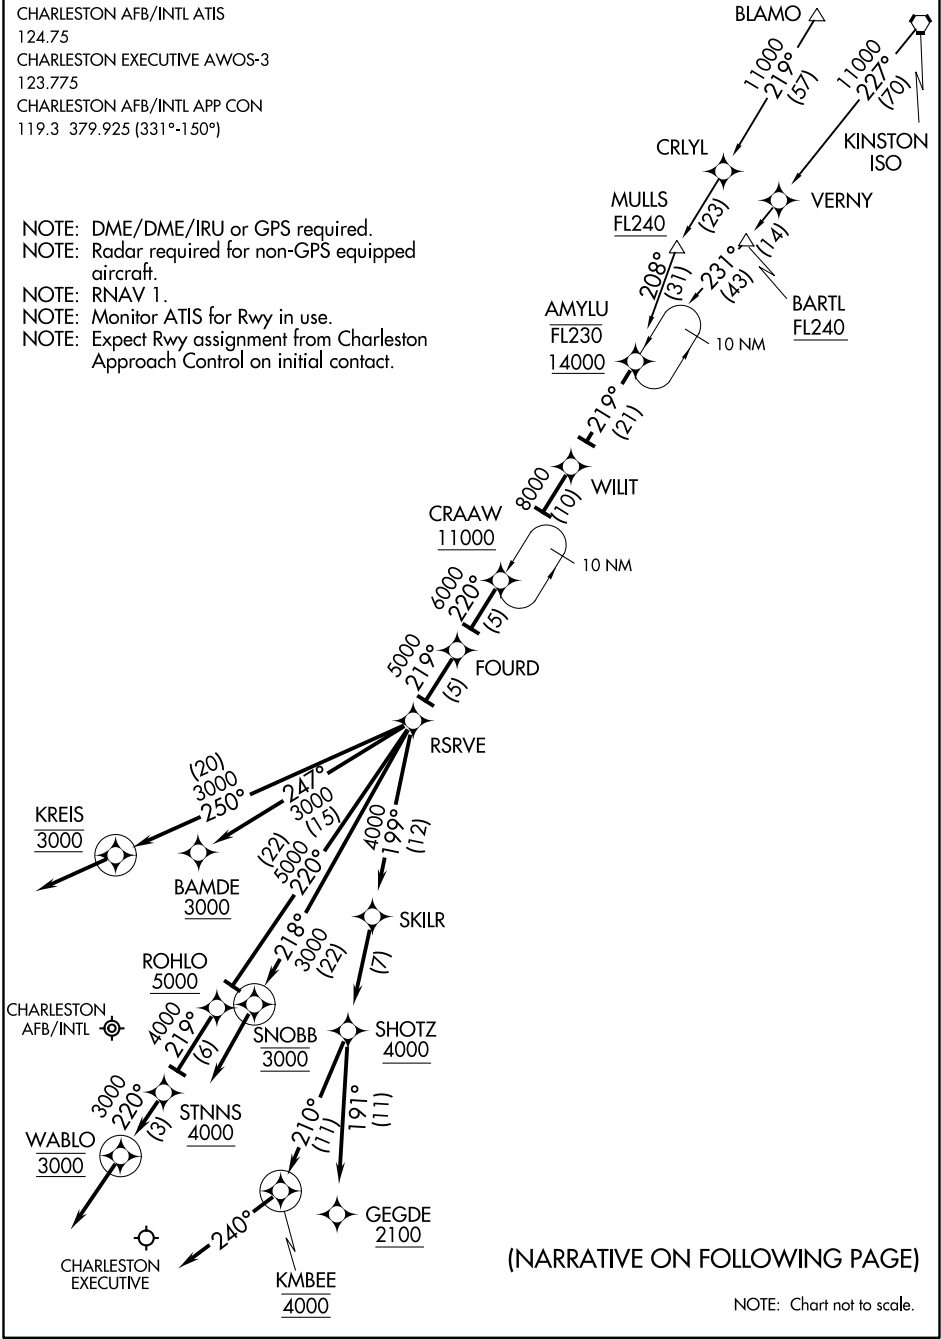 CHARLESTON AFB/INTL ATIS
124.75
CHARLESTON EXECUTIVE AWOS-3
123.775
CHARLESTON AFB/INTL APP CON
119.3 379.925 (331°-150°)
NOTE: DME/DME/IRU or GPS required.
NOTE: Radar required for non-GPS equipped
aircraft.
NOTE: RNAV 1.
NOTE: Monitor ATIS for Rwy in use.
NOTE: Expect Rwy assignment from Charleston
Approach Control on initial contact.
BLAMO
11000
219°
(57)
11000
227°
(70)
KINSTON
ISO
CRLYL
VERNY
MULLS
FL240
(23)
(14)
208°
(31)
231°
(43)
BARTL
FL240
AMYLU
FL230
14000
10 NM
219°
(21)
WILIT
8000
(10)
CRAAW
11000
10 NM
6000
220°
(5)
FOURD
5000
219°
(5)
RSRVE
(20)
3000
250°
247°
3000
(15)
KREIS
3000
BAMDE
3000
(22)
5000
220°
4000
199°
(12)
218°
3000
(22)
SKILR
(7)
ROHLO
5000
CHARLESTON
AFB/INTL
4000
219°
(6)
SNOBB
3000
SHOTZ
4000
3000
220°
(3)
STNNS
4000
WABLO
3000
210°
(11)
191°
(11)
GEGDE
2100
240°
KMBEE
4000
CHARLESTON
EXECUTIVE
(NARRATIVE ON FOLLOWING PAGE)
NOTE: Chart not to scale.